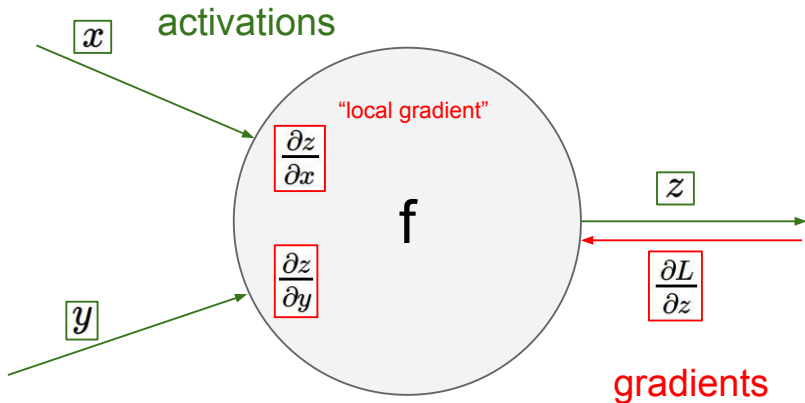 activations
x
"local gradient"
∂z/∂x
z
f
∂z/∂y
∂L/∂z
y
gradients